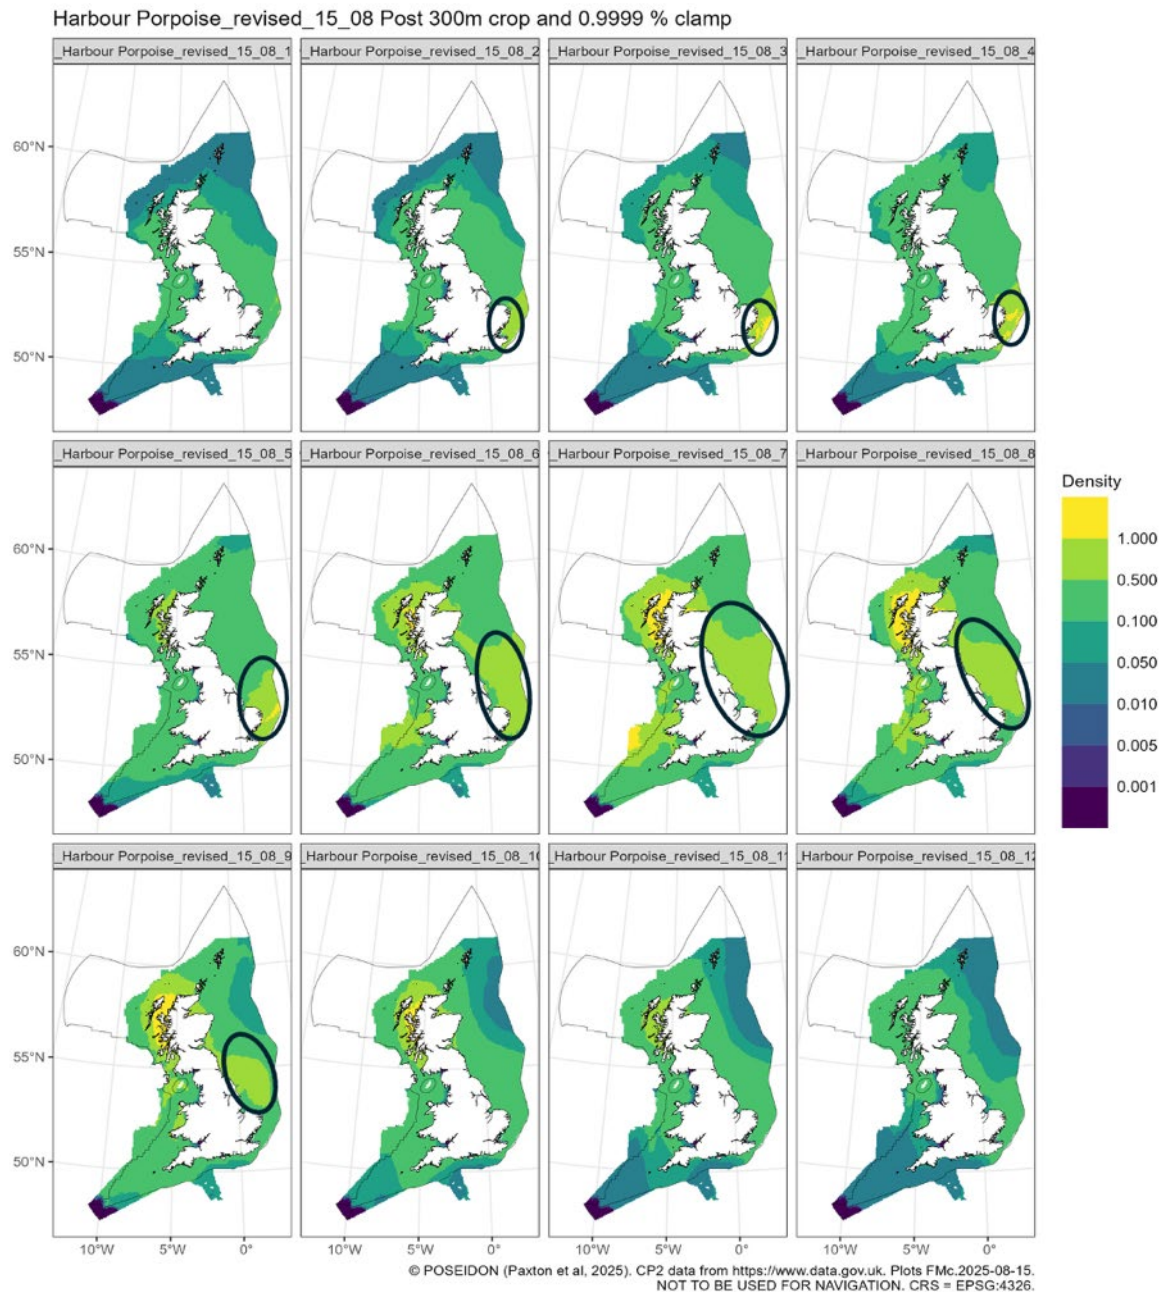 Harbour Porpoise_revised_15_08 Post 300m crop and 0.9999 % clamp
_Harbour Porpoise_revised_15_08_1
_Harbour Porpoise_revised_15_08_2
_Harbour Porpoise_revised_15_08_3
_Harbour Porpoise_revised_15_08_4
60°N
55°N
50°N
_Harbour Porpoise_revised_15_08_5
_Harbour Porpoise_revised_15_08_6
_Harbour Porpoise_revised_15_08_7
_Harbour Porpoise_revised_15_08_8
60°N
55°N
50°N
Density
1.000
0.500
0.100
0.050
0.010
0.005
0.001
_Harbour Porpoise_revised_15_08_9
_Harbour Porpoise_revised_15_08_10
_Harbour Porpoise_revised_15_08_11
_Harbour Porpoise_revised_15_08_12
60°N
55°N
50°N
10°W 5°W 0°
10°W 5°W 0°
10°W 5°W 0°
10°W 5°W 0°
© POSEIDON (Paxton et al, 2025). CP2 data from https://www.data.gov.uk. Plots FMc.2025-08-15.
NOT TO BE USED FOR NAVIGATION. CRS = EPSG:4326.